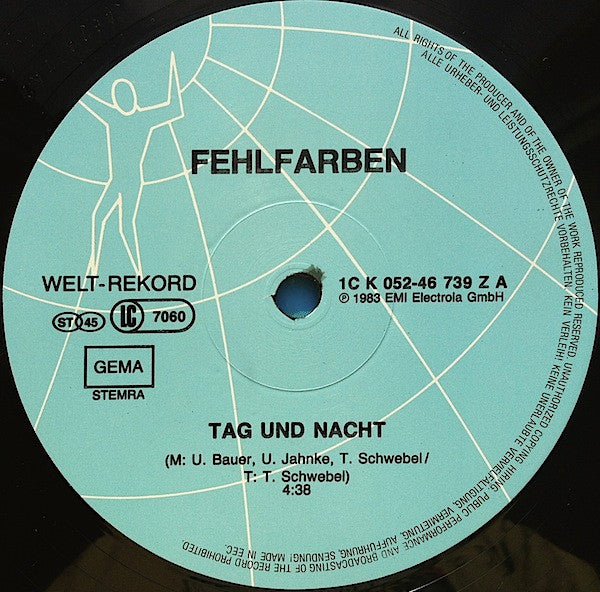 FEHLFARBEN
WELT-REKORD
ST 45
LC 7060
GEMA
STEMRA
1C K 052-46 739 Z A
℗ 1983 EMI Electrola GmbH
TAG UND NACHT
(M: U. Bauer, U. Jahnke, T. Schwebel/
T: T. Schwebel)
4:38
ALL RIGHTS OF THE PRODUCER AND OF THE OWNER OF THE WORK REPRODUCED RESERVED. UNAUTHORIZED COPYING, HIRING, PUBLIC PERFORMANCE AND BROADCASTING OF THE RECORD PROHIBITED.
ALLE URHEBER- UND LEISTUNGSSCHUTZRECHTE VORBEHALTEN. KEIN VERLEIH! KEINE UNERLAUBTE VERVIELFÄLTIGUNG, VERMIETUNG, AUFFÜHRUNG, SENDUNG! MADE IN EEC.